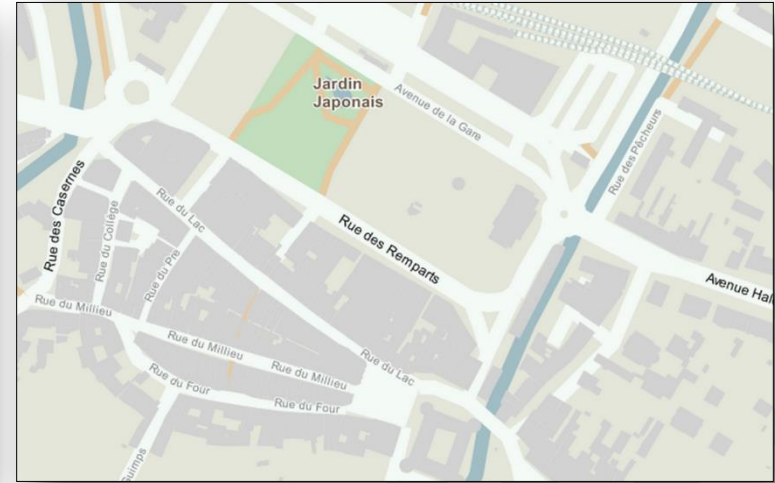 Jardin
Japonais
Avenue de la Gare
Rue des Pêcheurs
Rue des Casernes
Rue du Collège
Rue du Lac
Rue du Pre
Rue des Remparts
Avenue Hal
Rue du Millieu
Rue du Millieu
Rue du Millieu
Rue du Lac
Rue du Four
Rue du Four